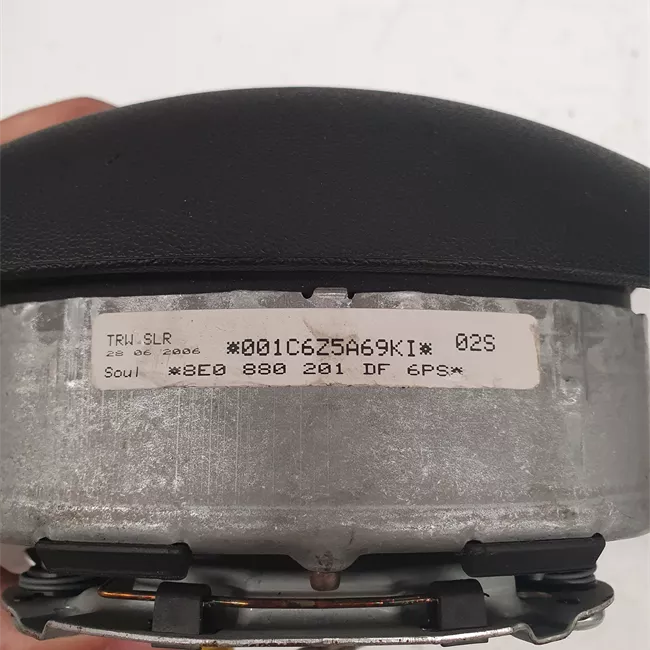 TRW SLR
28 06 2006
*001C6Z5A69KI* 02S
Soul *8E0 880 201 DF 6PS*